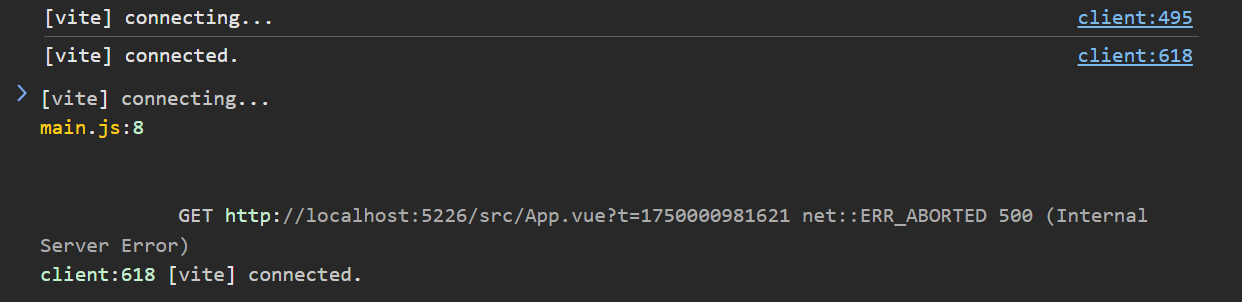 [vite] connecting... client:495
[vite] connected. client:618
> [vite] connecting...
main.js:8
GET http://localhost:5226/src/App.vue?t=1750000981621 net::ERR_ABORTED 500 (Internal
Server Error)
client:618 [vite] connected.